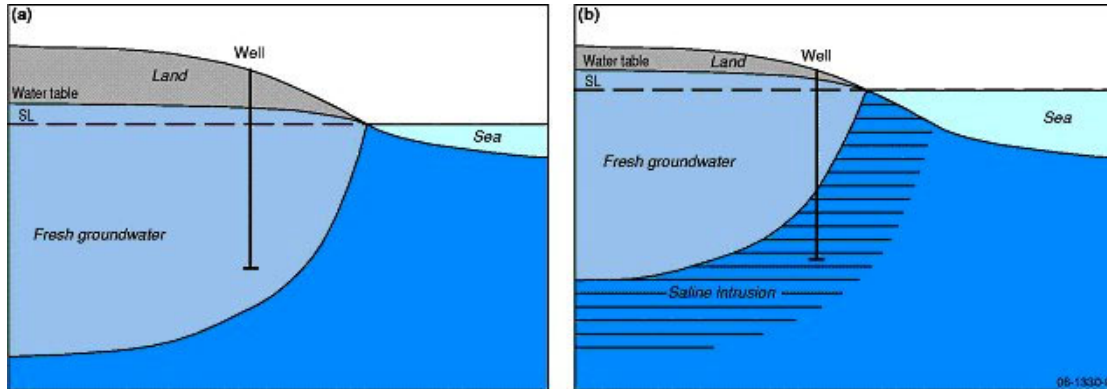 (a)
Well
Land
Water table
SL
Sea
Fresh groundwater
(b)
Well
Water table
Land
SL
Sea
Fresh groundwater
Saline intrusion